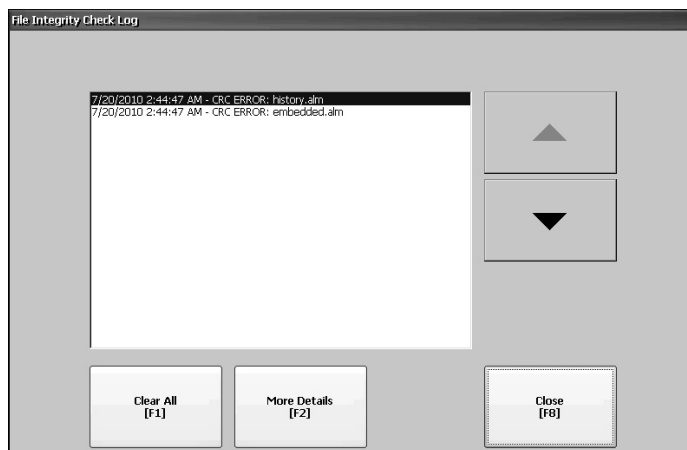 File Integrity Check Log
7/20/2010 2:44:47 AM - CRC ERROR: history.alm
7/20/2010 2:44:47 AM - CRC ERROR: embedded.alm
Clear All
[F1]
More Details
[F2]
Close
[F8]